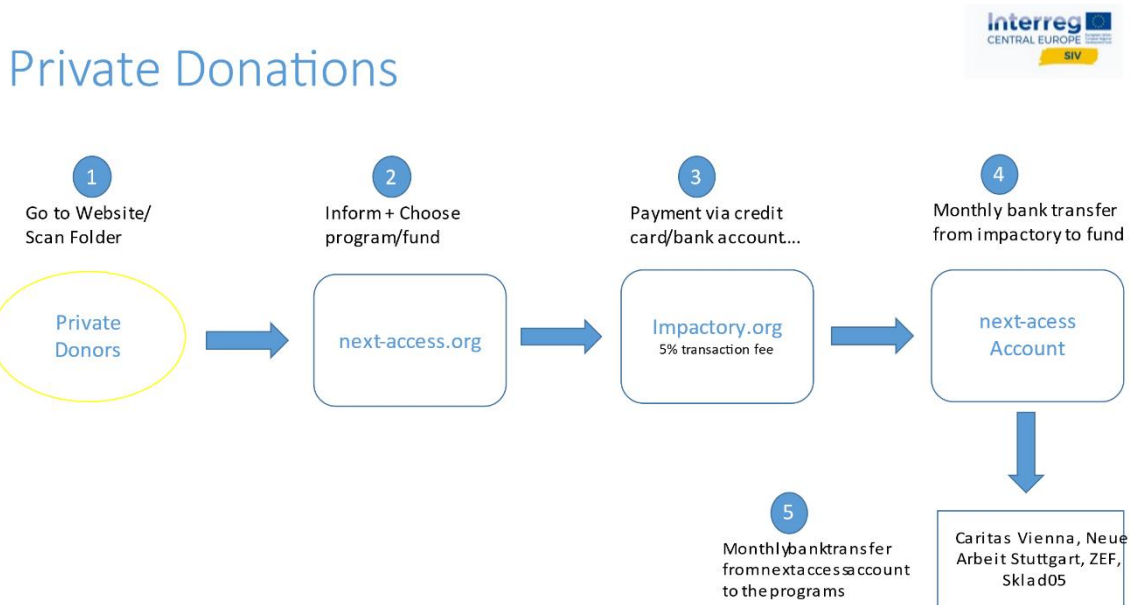 Interreg
CENTRAL EUROPE
SIV
Private Donations
1
Go to Website/
Scan Folder
2
Inform + Choose
program/fund
3
Payment via credit
card/bank account....
4
Monthly bank transfer
from impactory to fund
Private
Donors
next-access.org
Impactory.org
5% transaction fee
next-acess
Account
5
Monthlybanktransfer
fromnextaccessaccount
to the programs
Caritas Vienna, Neue
Arbeit Stuttgart, ZEF,
Sklad05